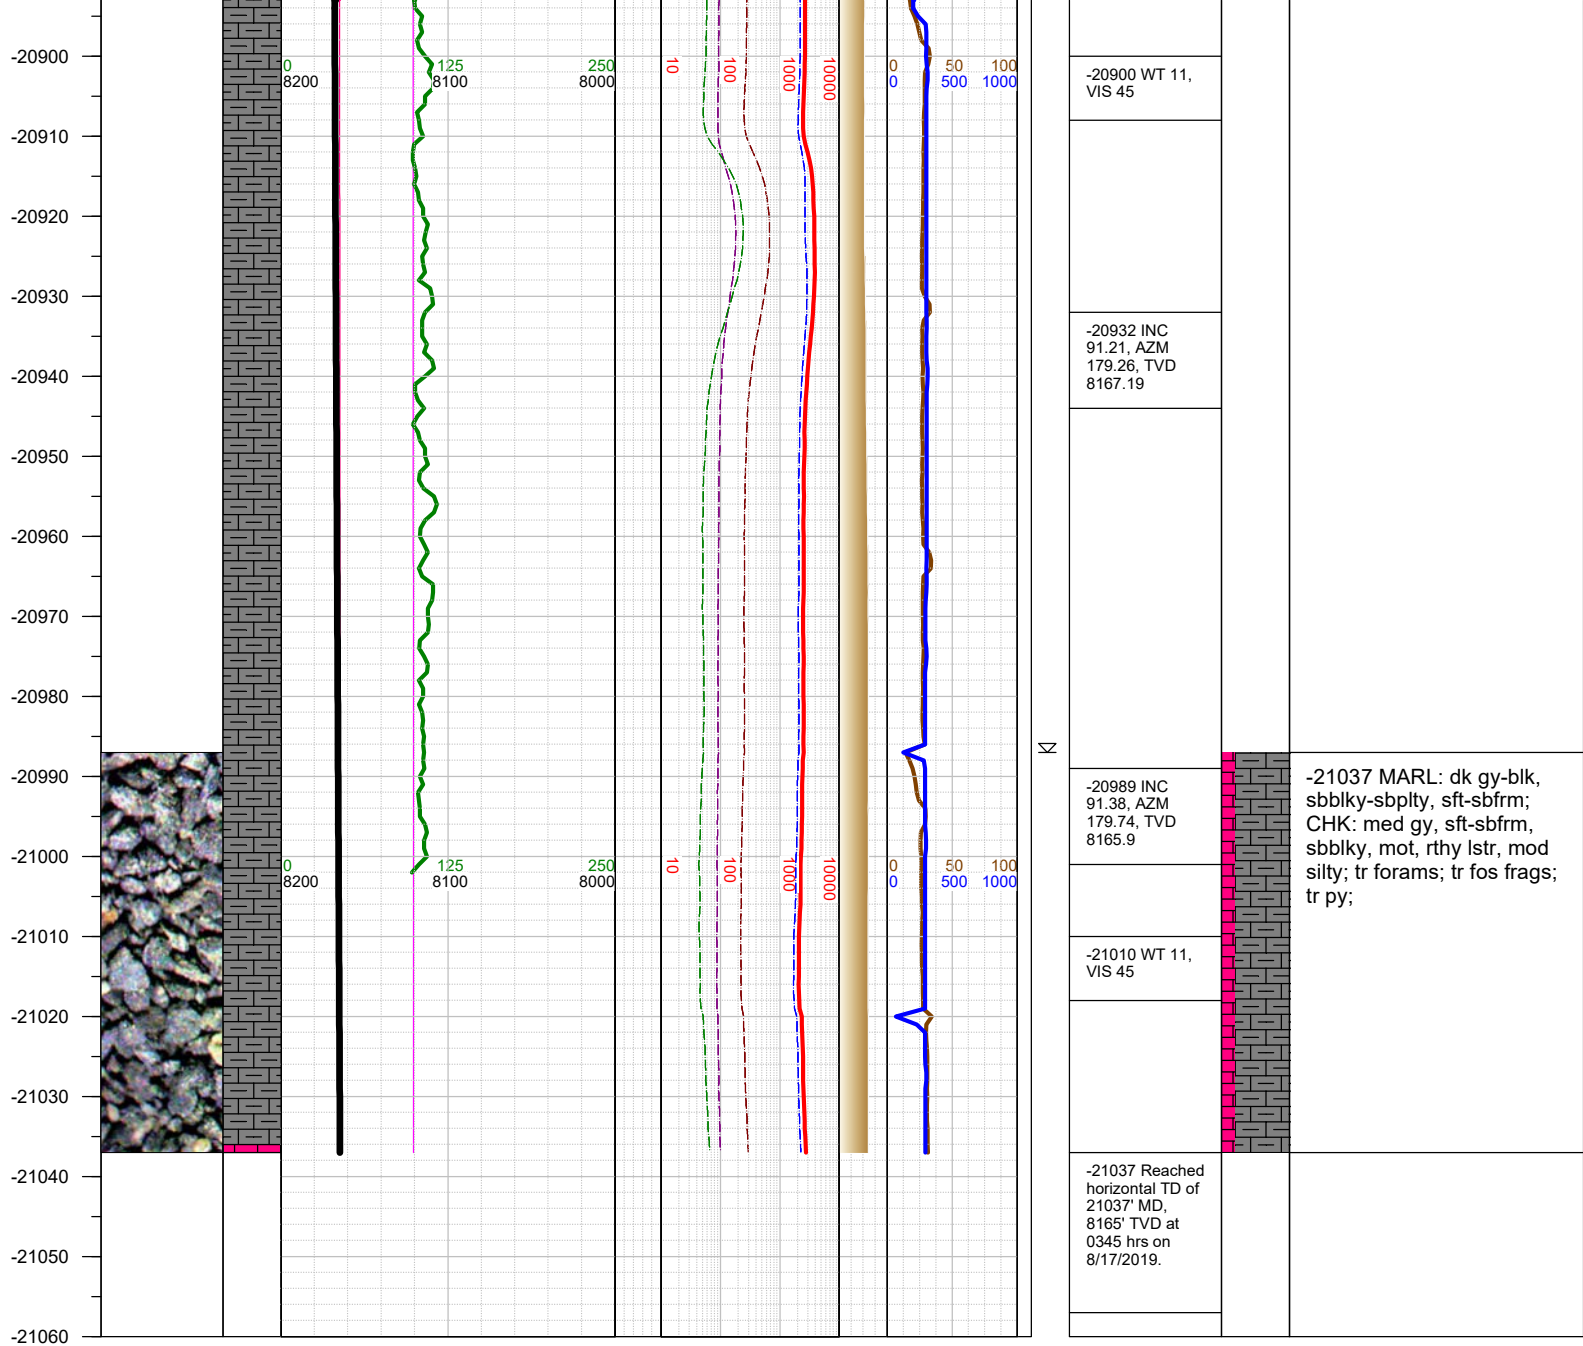 -20900
0 125 250
8200 8100 8000
10 100 1000 10000
0 50 100
0 500 1000
-20900 WT 11,
VIS 45
-20910
-20920
-20930
-20932 INC
91.21, AZM
179.26, TVD
8167.19
-20940
-20950
-20960
-20970
-20980
-20990
-20989 INC
91.38, AZM
179.74, TVD
8165.9
-21037 MARL: dk gy-blk,
sbblky-sbplty, sft-sbfrm;
CHK: med gy, sft-sbfrm,
sbblky, mot, rthy lstr, mod
silty; tr forams; tr fos frags;
tr py;
-21000
0 125 250
8200 8100 8000
10 100 1000 10000
0 50 100
0 500 1000
-21010
-21010 WT 11,
VIS 45
-21020
-21030
-21040
-21037 Reached
horizontal TD of
21037' MD,
8165' TVD at
0345 hrs on
8/17/2019.
-21050
-21060